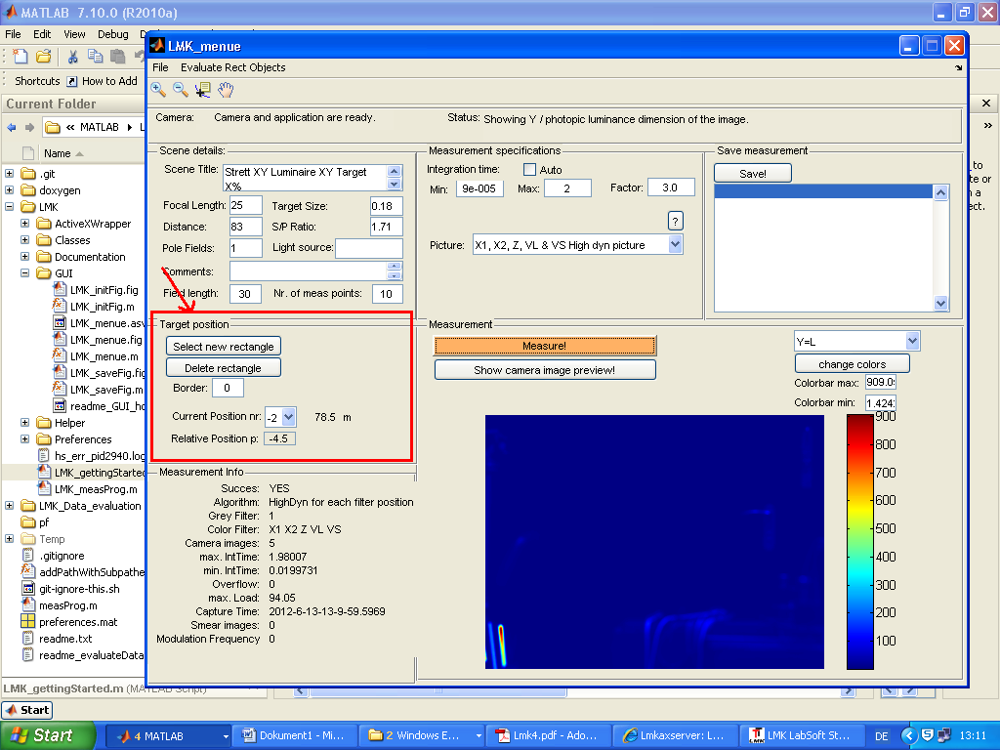 MATLAB 7.10.0 (R2010a)
File Edit View Debug
Shortcuts How to Add
Current Folder
« MATLAB
Name
.git
doxygen
LMK
ActiveXWrapper
Classes
Documentation
GUI
LMK_initFig.fig
LMK_initFig.m
LMK_menue.asv
LMK_menue.fig
LMK_menue.m
LMK_saveFig.fig
LMK_saveFig.m
readme_GUI_ho
Helper
Preferences
hs_err_pid2940.log
LMK_gettingStarted
LMK_measProg.m
LMK_Data_evaluation
pf
Temp
.gitignore
addPathWithSubpathe
git-ignore-this.sh
measProg.m
preferences.mat
readme.txt
readme_evaluateData
LMK_gettingStarted.m (MATLAB Script)
Start
LMK_menue
File Evaluate Rect Objects
Camera: Camera and application are ready. Status: Showing Y / photopic luminance dimension of the image.
Scene details:
Scene Title: Strett XY Luminaire XY Target
X%
Focal Length: 25 Target Size: 0.18
Distance: 83 S/P Ratio: 1.71
Pole Fields: 1 Light source:
Comments:
Field length: 30 Nr. of meas points: 10
Measurement specifications
Integration time: Auto
Min: 9e-005 Max: 2 Factor: 3.0
?
Picture: X1, X2, Z, VL & VS High dyn picture
Save measurement
Save!
Target position
Select new rectangle
Delete rectangle
Border: 0
Current Position nr: -2 78.5 m
Relative Position p: -4.5
Measurement
Measure!
Show camera image preview!
Y=L
change colors
Colorbar max: 909.0
Colorbar min: 1.424
900
800
700
600
500
400
300
200
100
Measurement Info
Succes: YES
Algorithm: HighDyn for each filter position
Grey Filter: 1
Color Filter: X1 X2 Z VL VS
Camera images: 5
max. IntTime: 1.98007
min. IntTime: 0.0199731
Overflow: 0
max. Load: 94.05
Capture Time: 2012-6-13-13-9-59.5969
Smear images: 0
Modulation Frequency 0
to
te or
ct.
Start 4 MATLAB Dokument1 - Mi... 2 Windows E... Lmk4.pdf - Ado... Lmkaxserver: L... LMK LabSoft St... DE 13:11